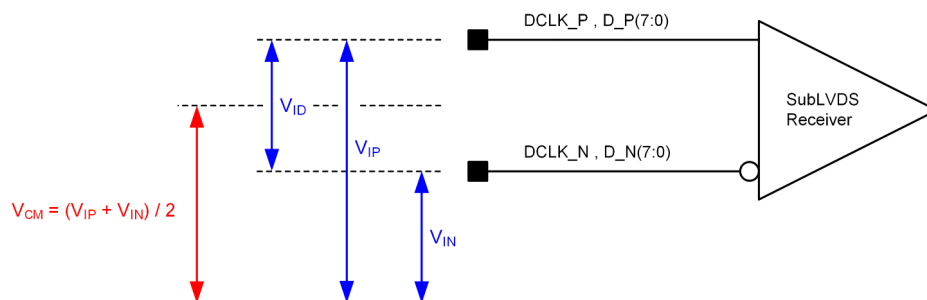 DCLK_P , D_P(7:0)
VID
SubLVDS
Receiver
VIP
DCLK_N , D_N(7:0)
VCM = (VIP + VIN) / 2
VIN